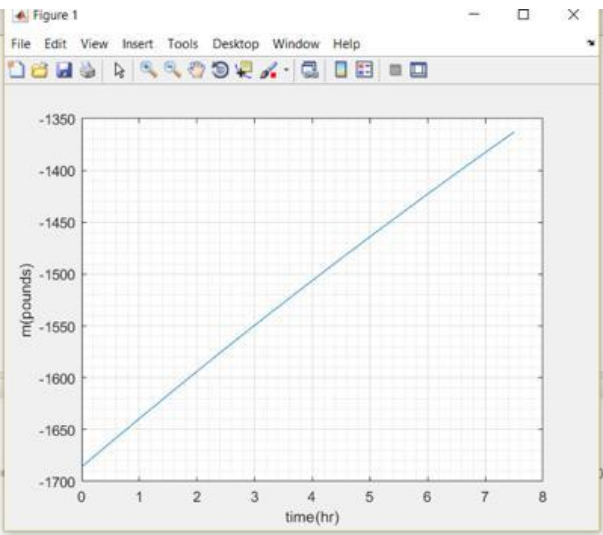 Figure 1
File Edit View Insert Tools Desktop Window Help
-1350
-1400
-1450
-1500
-1550
-1600
-1650
-1700
m(pounds)
0 1 2 3 4 5 6 7 8
time(hr)